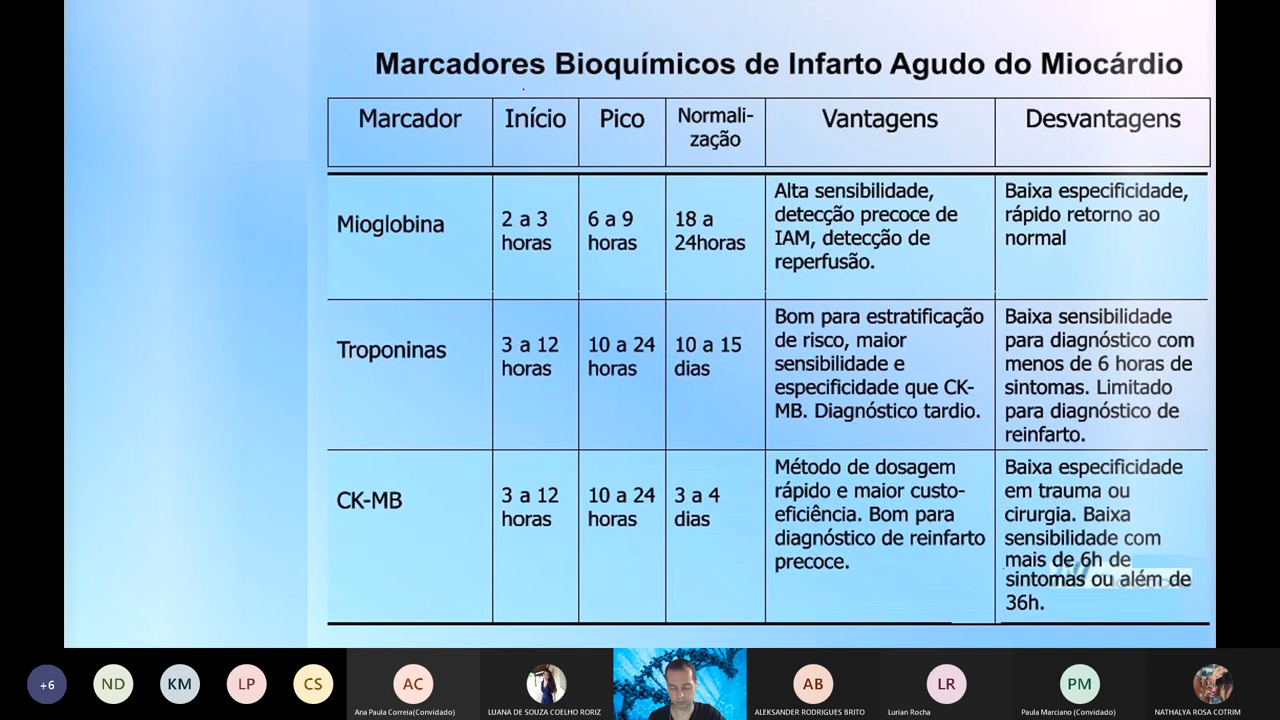 Marcadores Bioquímicos de Infarto Agudo do Miocárdio
Marcador
Início
Pico
Normali-
zação
Vantagens
Desvantagens
Mioglobina
2 a 3
horas
6 a 9
horas
18 a
24horas
Alta sensibilidade,
detecção precoce de
IAM, detecção de
reperfusão.
Baixa especificidade,
rápido retorno ao
normal
Troponinas
3 a 12
horas
10 a 24
horas
10 a 15
dias
Bom para estratificação
de risco, maior
sensibilidade e
especificidade que CK-
MB. Diagnóstico tardio.
Baixa sensibilidade
para diagnóstico com
menos de 6 horas de
sintomas. Limitado
para diagnóstico de
reinfarto.
CK-MB
3 a 12
horas
10 a 24
horas
3 a 4
dias
Método de dosagem
rápido e maior custo-
eficiência. Bom para
diagnóstico de reinfarto
precoce.
Baixa especificidade
em trauma ou
cirurgia. Baixa
sensibilidade com
mais de 6h de
sintomas ou além de
36h.
+6
ND
KM
LP
CS
AC
AB
LR
PM
Ana Paula Correia(Convidado)
LUANA DE SOUZA COELHO RORIZ
ALEKSANDER RODRIGUES BRITO
Lurian Rocha
Paula Marciano (Convidado)
NATHALYA ROSA COTRIM